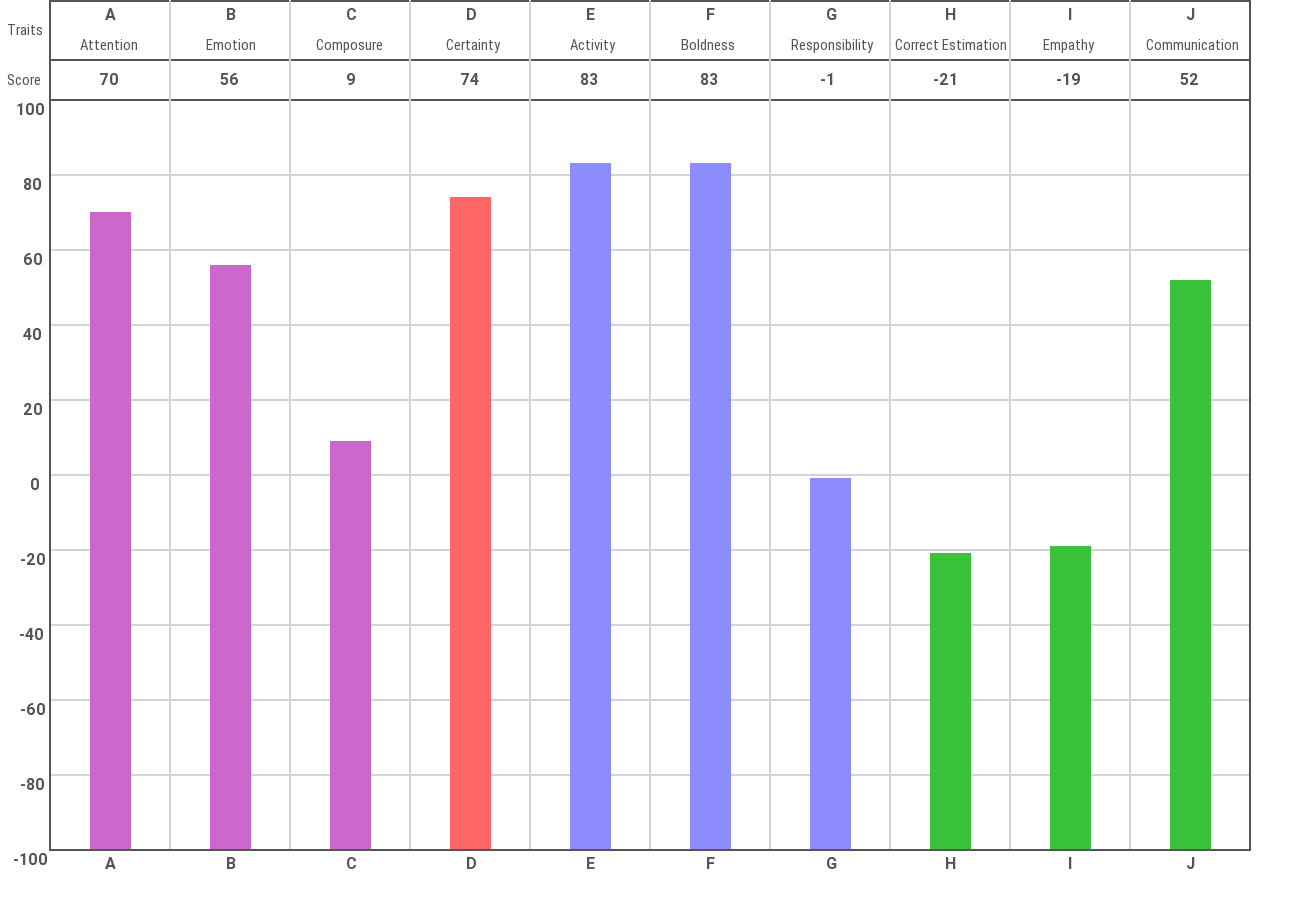 A B C D E F G H I J
Traits
Attention Emotion Composure Certainty Activity Boldness Responsibility Correct Estimation Empathy Communication
Score 70 56 9 74 83 83 -1 -21 -19 52
100
80
60
40
20
0
-20
-40
-60
-80
-100
A B C D E F G H I J